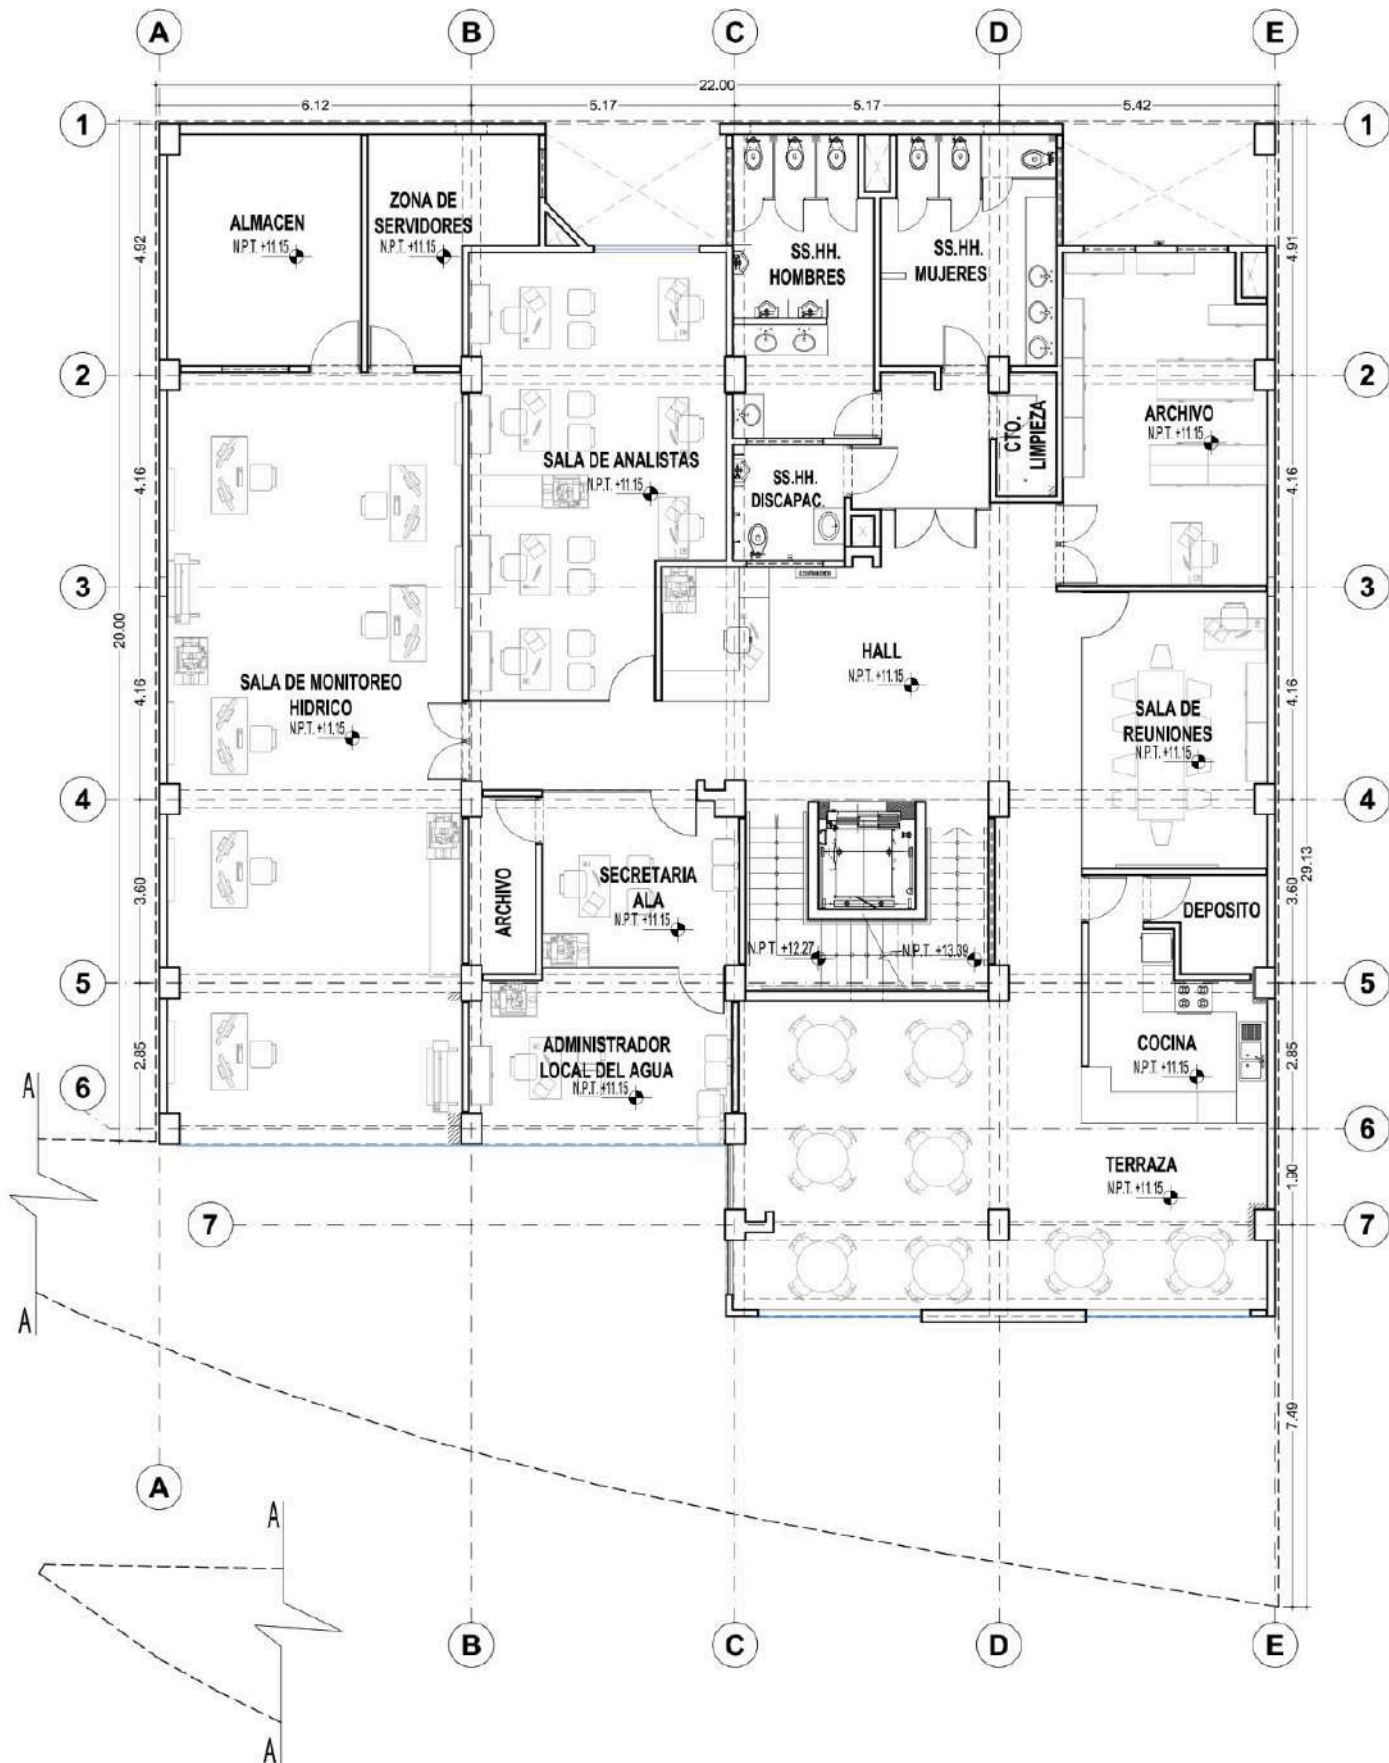 A B C D E
22.00
6.12 5.17 5.17 5.42
1 1
ALMACEN
N.P.T. +11.15
ZONA DE
SERVIDORES
N.P.T. +11.15
SS.HH.
HOMBRES
SS.HH.
MUJERES
4.92
4.91
2 2
CTO.
LIMPIEZA
ARCHIVO
N.P.T. +11.15
SALA DE ANALISTAS
N.P.T. +11.15
SS.HH.
DISCAPAC.
4.16
4.16
3 3
20.00
HALL
N.P.T. +11.15
SALA DE MONITOREO
HIDRICO
N.P.T. +11.15
SALA DE
REUNIONES
N.P.T. +11.15
4.16
4.16
4 4
29.13
ARCHIVO
SECRETARIA
ALA
N.P.T. +11.15
DEPOSITO
3.60
3.60
N.P.T. +12.27
N.P.T. +13.39
5 5
ADMINISTRADOR
LOCAL DEL AGUA
N.P.T. +11.15
COCINA
N.P.T. +11.15
2.85
2.85
A
6 6
TERRAZA
N.P.T. +11.15
1.90
7 7
A
7.49
A
A
B C D E
A